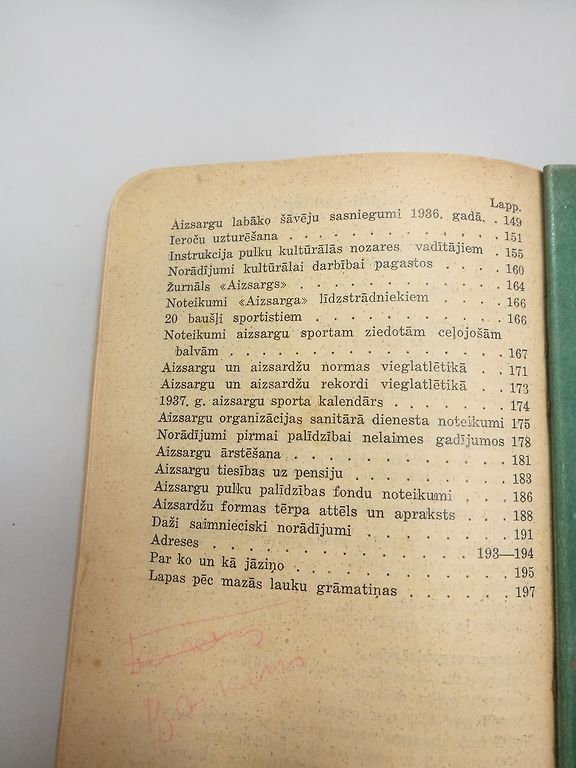 Lapp.
Aizsargu labāko šāvēju sasniegumi 1936. gadā. . 149
Ieroču uzturēšana . . . . . . . . . . . 151
Instrukcija pulku kultūrālās nozares vadītājiem . 155
Norādījumi kultūrālai darbībai pagastos . . . 160
Žurnāls «Aizsargs» . . . . . . . . . . 164
Noteikumi «Aizsarga» līdzstrādniekiem . . . 166
20 baušļi sportistiem . . . . . . . . . . 166
Noteikumi aizsargu sportam ziedotām ceļojošām
balvām . . . . . . . . . . . . . 167
Aizsargu un aizsardžu normas vieglatlētikā . . 171
Aizsargu un aizsardžu rekordi vieglatlētikā . . 173
1937. g. aizsargu sporta kalendārs . . . . . . 174
Aizsargu organizācijas sanitārā dienesta noteikumi 175
Norādījumi pirmai palīdzībai nelaimes gadījumos 178
Aizsargu ārstēšana . . . . . . . . . . . 181
Aizsargu tiesības uz pensiju . . . . . . . . 183
Aizsargu pulku palīdzības fondu noteikumi . . . 186
Aizsardžu formas tērpa attēls un apraksts . . . 188
Daži saimnieciski norādījumi . . . . . . . . 191
Adreses . . . . . . . . . . . . 193—194
Par ko un kā jāziņo . . . . . . . . . . 195
Lapas pēc mazās lauku grāmatiņas . . . . . . 197